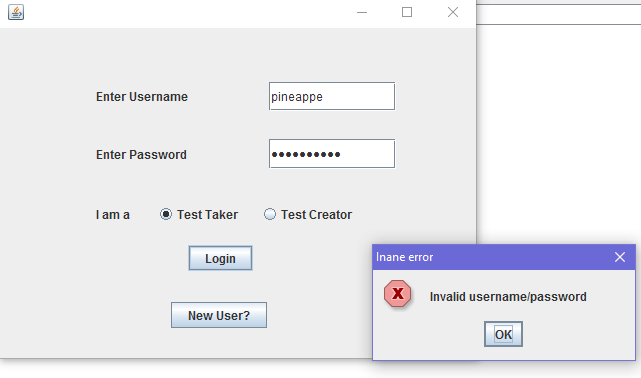 Enter Username pineappe
Enter Password
I am a Test Taker Test Creator
Login
Inane error
Invalid username/password
New User?
OK